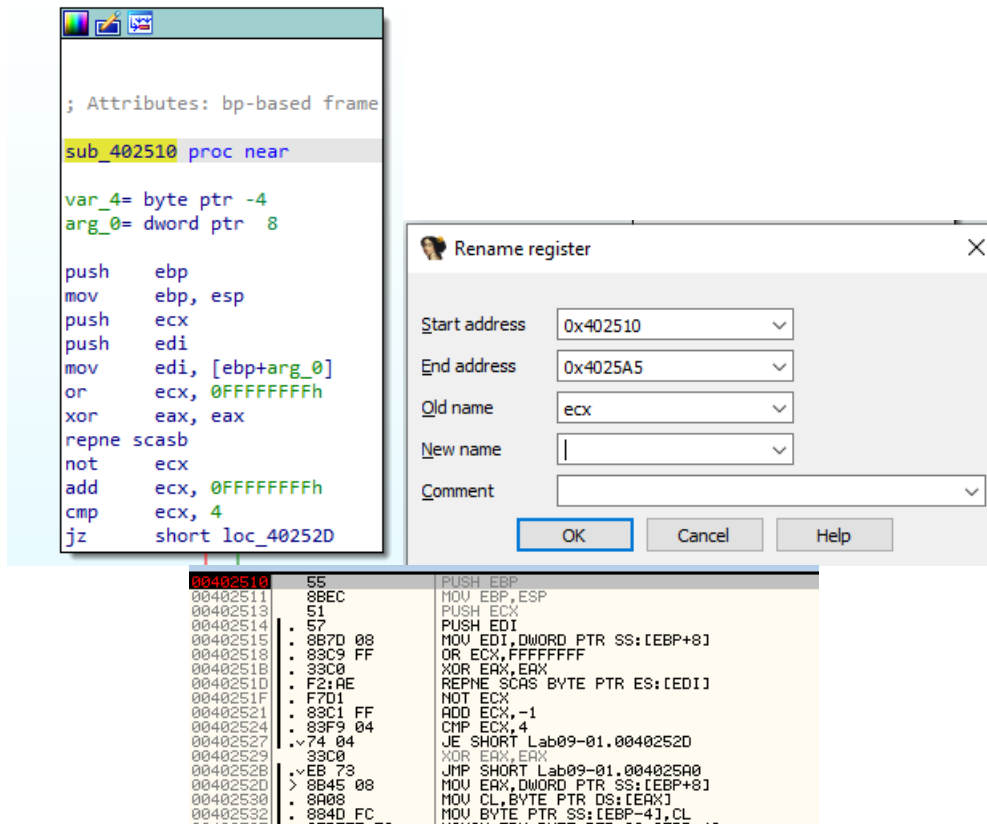 ; Attributes: bp-based frame
sub_402510 proc near
var_4= byte ptr -4
arg_0= dword ptr  8
push    ebp
mov     ebp, esp
push    ecx
push    edi
mov     edi, [ebp+arg_0]
or      ecx, 0FFFFFFFFh
xor     eax, eax
repne scasb
not     ecx
add     ecx, 0FFFFFFFFh
cmp     ecx, 4
jz      short loc_40252D
Rename register
Start address 0x402510
End address 0x4025A5
Old name ecx
New name
Comment
OK Cancel Help
00402510 55 PUSH EBP
00402511 8BEC MOV EBP,ESP
00402513 51 PUSH ECX
00402514 . 57 PUSH EDI
00402515 . 8B7D 08 MOV EDI,DWORD PTR SS:[EBP+8]
00402518 . 83C9 FF OR ECX,FFFFFFFF
0040251B . 33C0 XOR EAX,EAX
0040251D . F2:AE REPNE SCAS BYTE PTR ES:[EDI]
0040251F . F7D1 NOT ECX
00402521 . 83C1 FF ADD ECX,-1
00402524 . 83F9 04 CMP ECX,4
00402527 .v74 04 JE SHORT Lab09-01.0040252D
00402529 33C0 XOR EAX,EAX
0040252B .vEB 73 JMP SHORT Lab09-01.004025A0
0040252D > 8B45 08 MOV EAX,DWORD PTR SS:[EBP+8]
00402530 . 8A08 MOV CL,BYTE PTR DS:[EAX]
00402532 . 884D FC MOV BYTE PTR SS:[EBP-4],CL